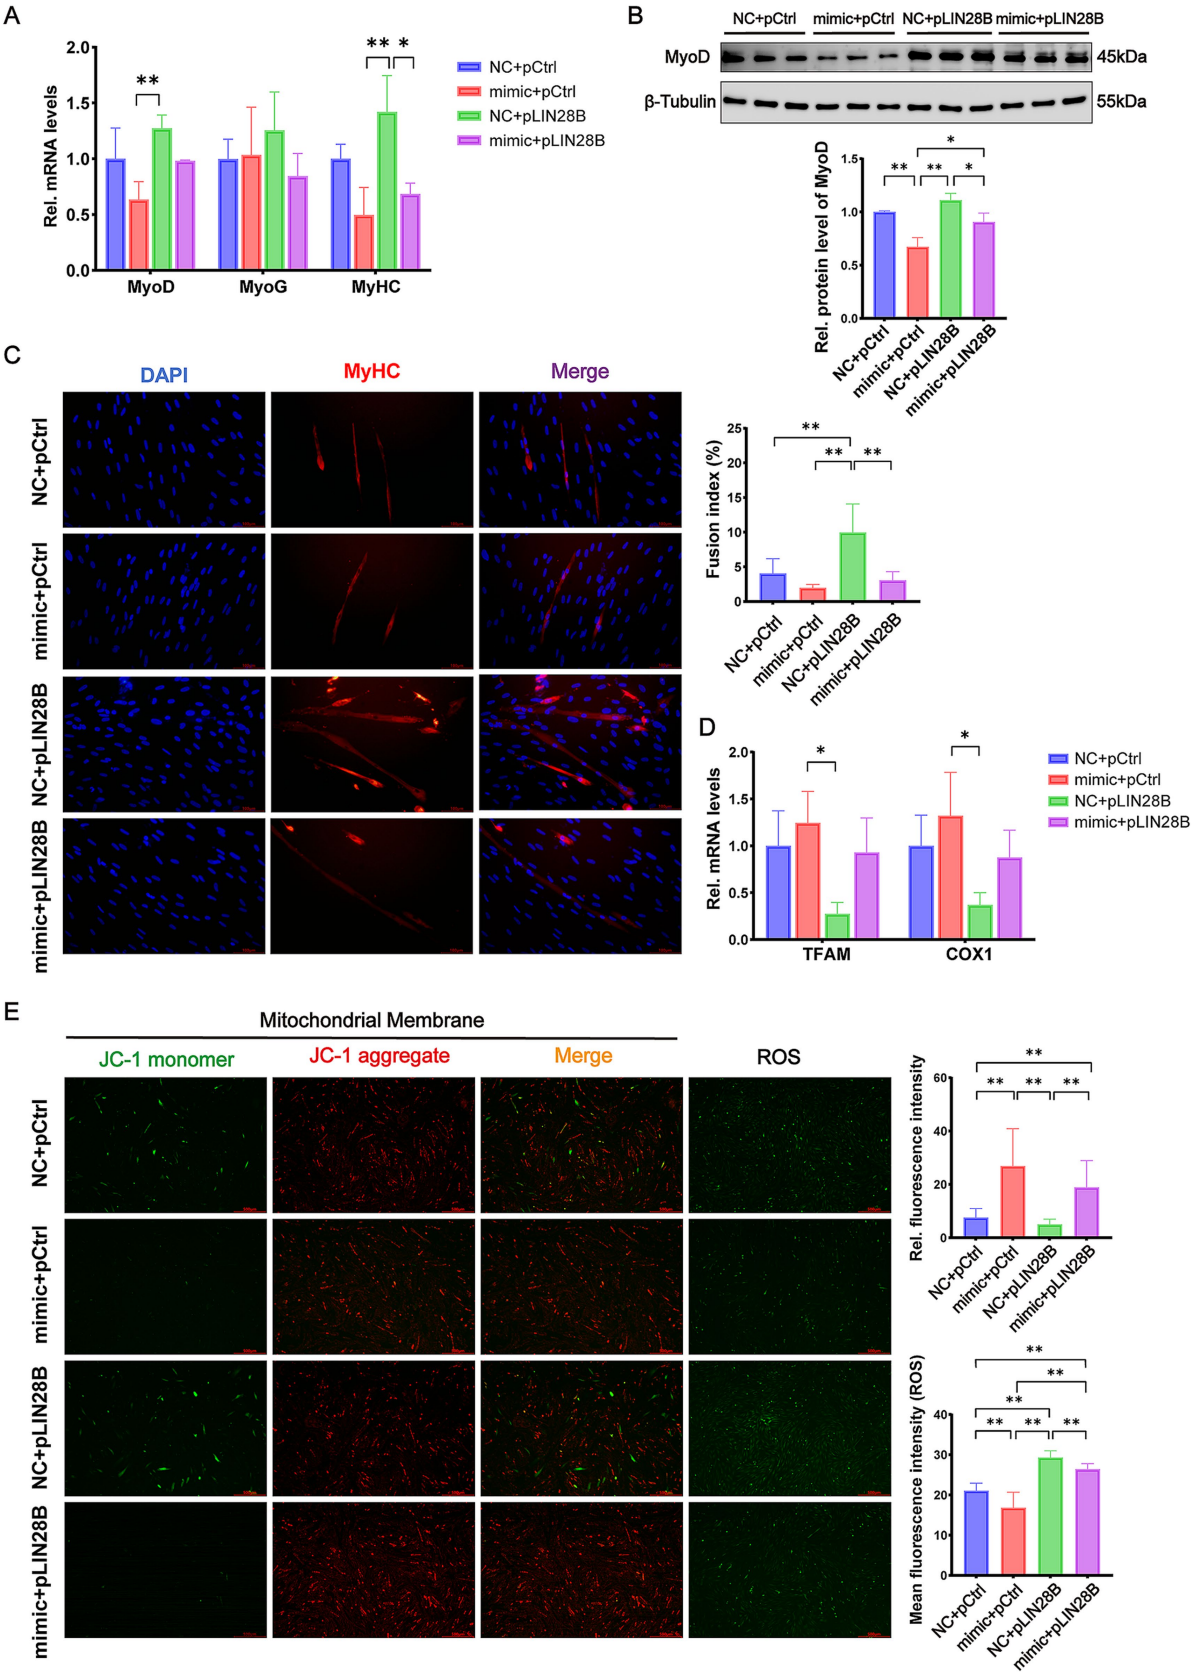 A
2.0
1.5
1.0
0.5
0.0
Rel. mRNA levels
**
** *
MyoD MyoG MyHC
NC+pCtrl
mimic+pCtrl
NC+pLIN28B
mimic+pLIN28B
B
NC+pCtrl mimic+pCtrl NC+pLIN28B mimic+pLIN28B
MyoD 45kDa
β-Tubulin 55kDa
Rel. protein level of MyoD
1.5
1.0
0.5
0.0
*
** ** *
NC+pCtrl
mimic+pCtrl
NC+pLIN28B
mimic+pLIN28B
C
DAPI MyHC Merge
NC+pCtrl
mimic+pCtrl
NC+pLIN28B
mimic+pLIN28B
Fusion index (%)
25
20
15
10
5
0
**
** **
NC+pCtrl
mimic+pCtrl
NC+pLIN28B
mimic+pLIN28B
D
Rel. mRNA levels
2.0
1.5
1.0
0.5
0.0
*
*
TFAM COX1
NC+pCtrl
mimic+pCtrl
NC+pLIN28B
mimic+pLIN28B
E
Mitochondrial Membrane
JC-1 monomer JC-1 aggregate Merge ROS
NC+pCtrl
mimic+pCtrl
NC+pLIN28B
mimic+pLIN28B
Rel. fluorescence intensity
60
40
20
0
**
** ** **
NC+pCtrl
mimic+pCtrl
NC+pLIN28B
mimic+pLIN28B
Mean fluorescence intensity (ROS)
40
30
20
10
0
**
**
**
** ** **
NC+pCtrl
mimic+pCtrl
NC+pLIN28B
mimic+pLIN28B